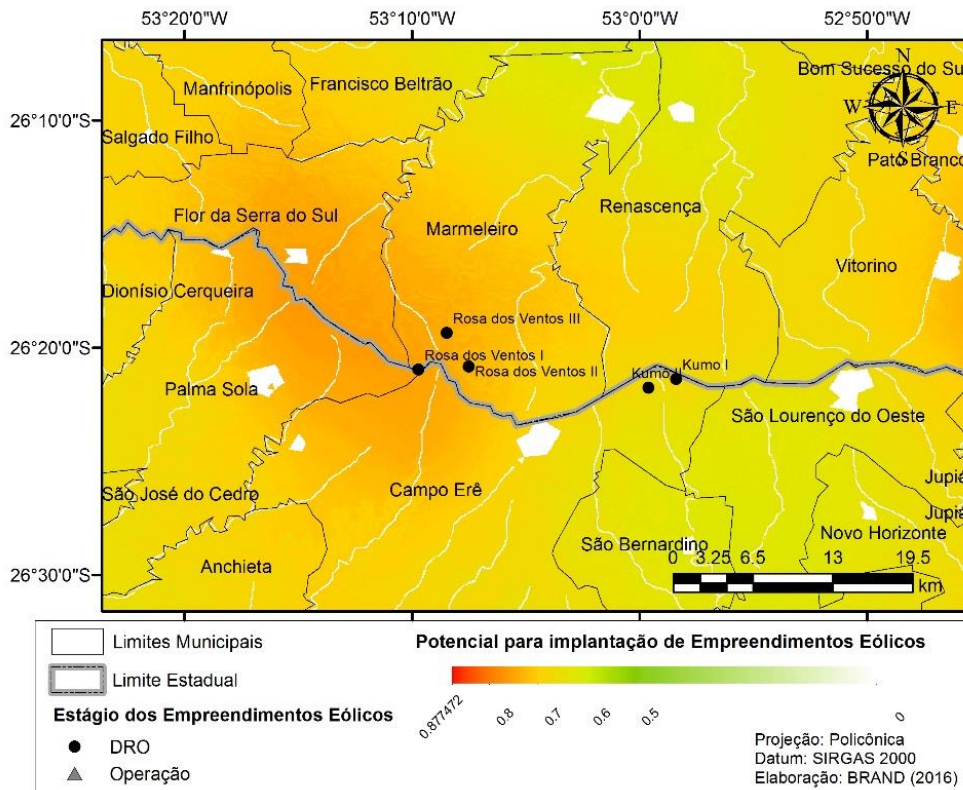 53°20'0"W 53°10'0"W 53°0'0"W 52°50'0"W
Manfrinópolis
Francisco Beltrão
Bom Sucesso do Su
N
W E
S
26°10'0"S
Salgado Filho
Pato Branco
Flor da Serra do Sul
Marmeleiro
Renascença
Vitorino
Dionísio Cerqueira
Rosa dos Ventos III
26°20'0"S
Rosa dos Ventos I
Rosa dos Ventos II
Kumo I
Kumo II
Palma Sola
São Lourenço do Oeste
São José do Cedro
Campo Erê
Jupiá
Jupiá
Novo Horizonte
São Bernardino
Anchieta
26°30'0"S
0 3.25 6.5 13 19.5
km
Limites Municipais
Limite Estadual
Estágio dos Empreendimentos Eólicos
DRO
Operação
Potencial para implantação de Empreendimentos Eólicos
0.877472 0.8 0.7 0.6 0.5 0
Projeção: Policônica
Datum: SIRGAS 2000
Elaboração: BRAND (2016)